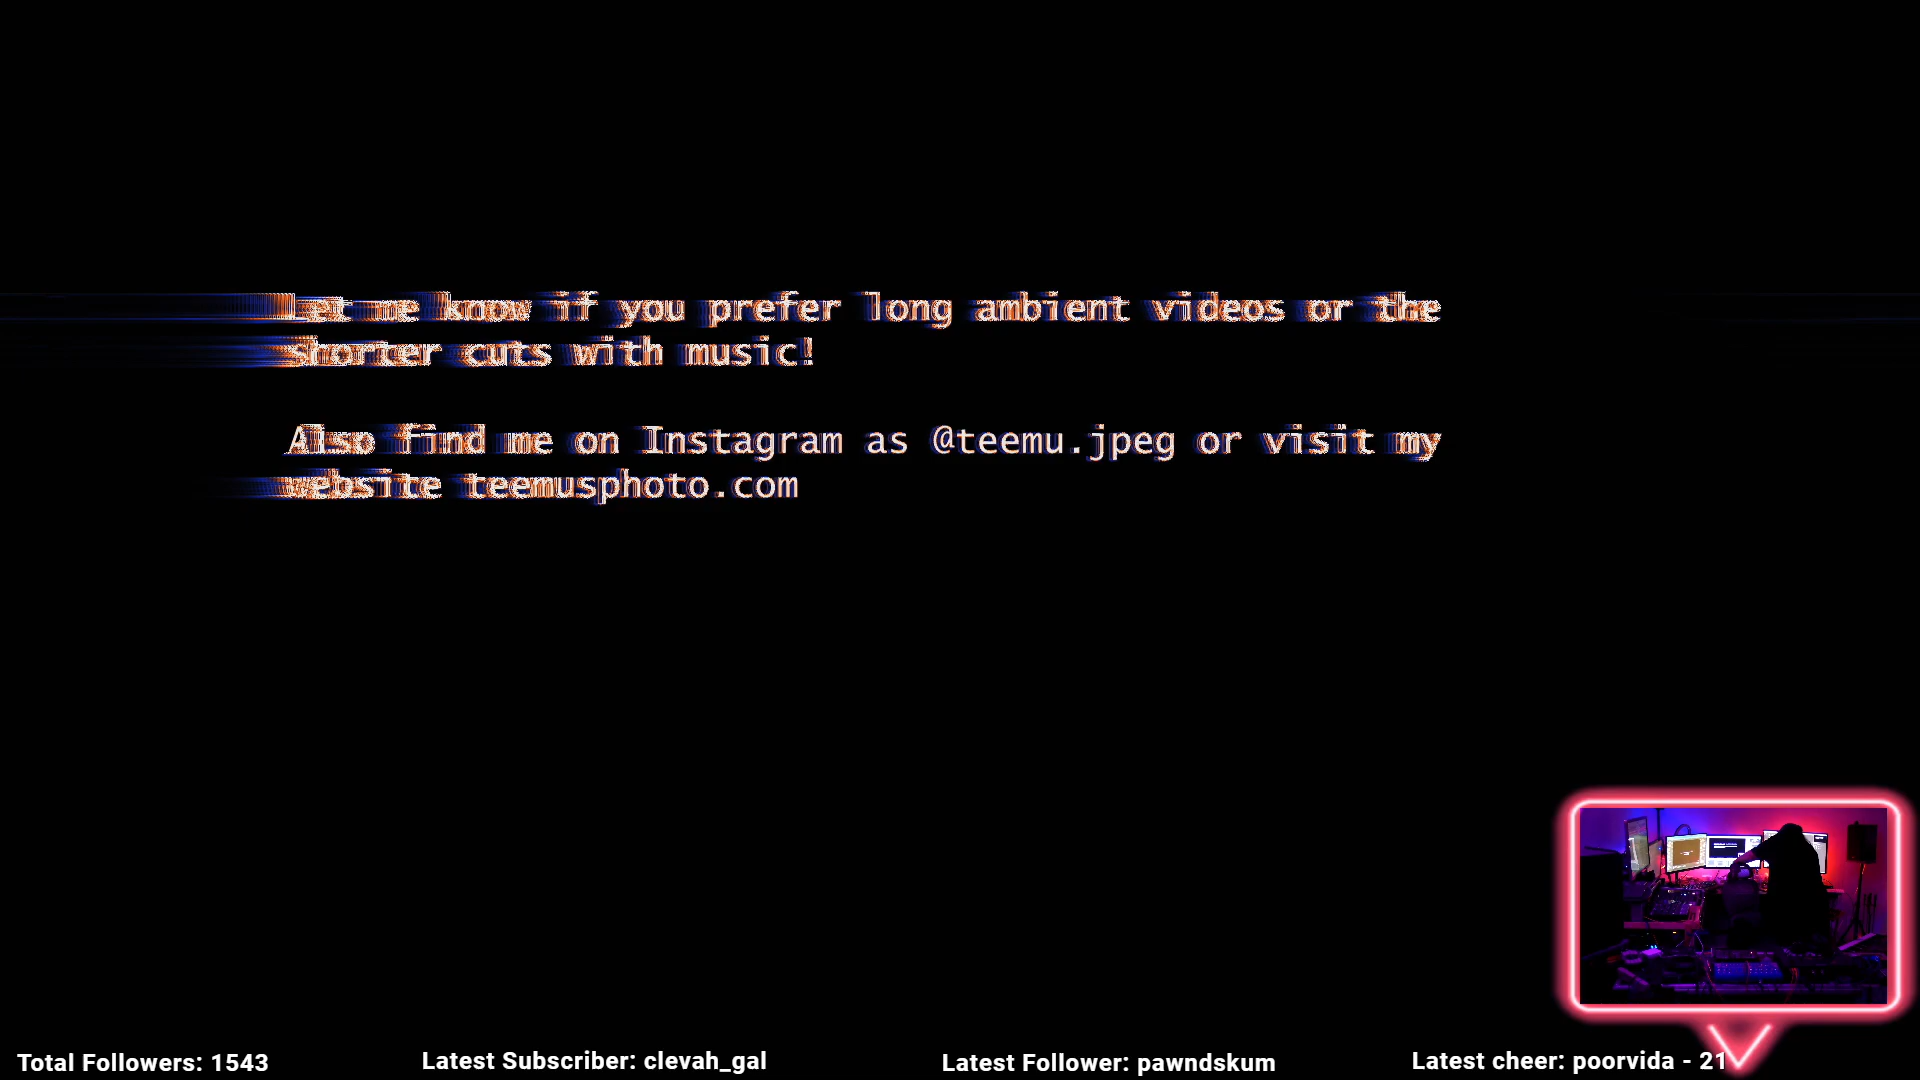 Let me know if you prefer long ambient videos or the
shorter cuts with music!
Also find me on Instagram as @teemu.jpeg or visit my
website teemusphoto.com
Total Followers: 1543
Latest Subscriber: clevah_gal
Latest Follower: pawndskum
Latest cheer: poorvida - 21